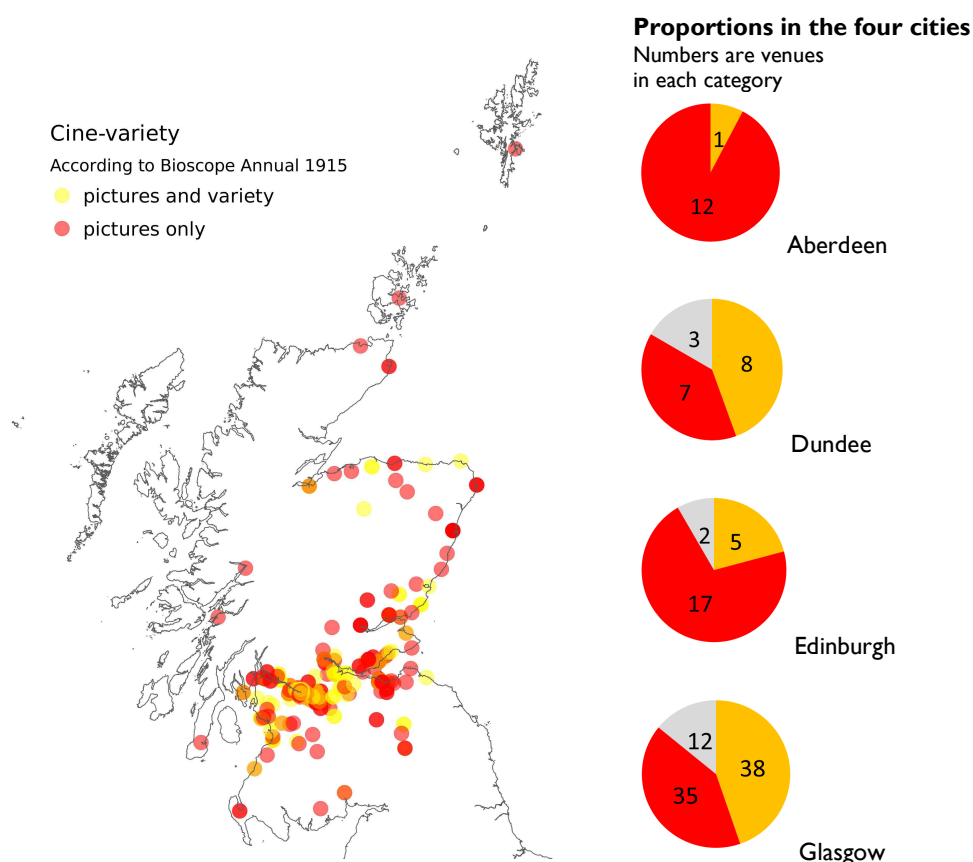 Cine-variety
According to Bioscope Annual 1915
pictures and variety
pictures only
Proportions in the four cities
Numbers are venues
in each category
1
12
Aberdeen
3
8
7
Dundee
2
5
17
Edinburgh
12
38
35
Glasgow